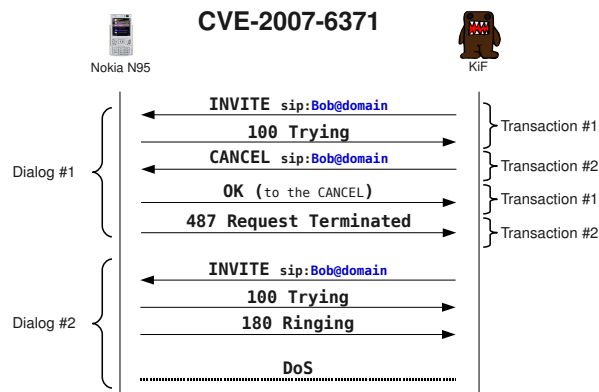 CVE-2007-6371
Nokia N95
KiF
INVITE sip:Bob@domain
100 Trying
Transaction #1
CANCEL sip:Bob@domain
Transaction #2
Dialog #1
OK (to the CANCEL)
Transaction #1
487 Request Terminated
Transaction #2
INVITE sip:Bob@domain
100 Trying
Dialog #2
180 Ringing
DoS